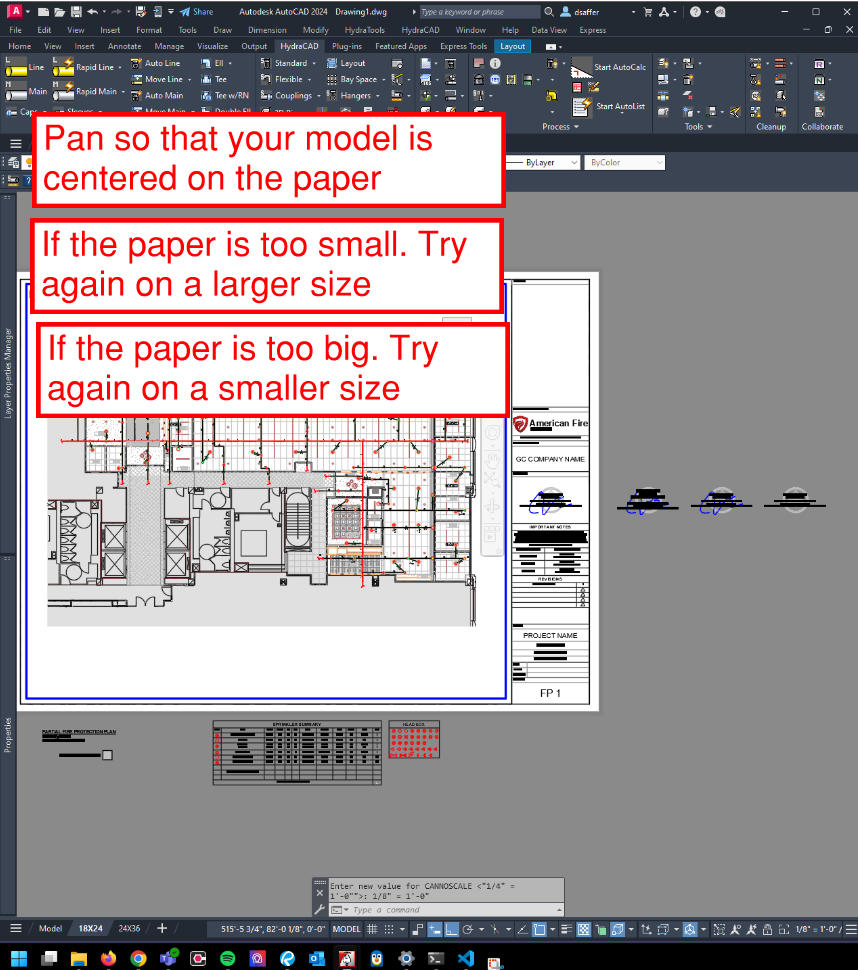 Share
Autodesk AutoCAD 2024 Drawing1.dwg
Type a keyword or phrase
dsaffer
File Edit View Insert Format Tools Draw Dimension Modify HydraTools HydraCAD Window Help Data View Express
Home View Insert Annotate Manage Visualize Output HydraCAD Plug-ins Featured Apps Express Tools Layout
Line Rapid Line Auto Line Ell Standard Layout Start AutoCalc
Move Line Tee Flexible Bay Space
Main Rapid Main Auto Main Tee w/RN Couplings Hangers Start AutoList
Process Tools Cleanup Collaborate
Pan so that your model is
centered on the paper
ByLayer ByColor
If the paper is too small. Try
again on a larger size
If the paper is too big. Try
again on a smaller size
Layer Properties Manager
American Fire
GC COMPANY NAME
IMPORTANT NOTES
REVISIONS
PROJECT NAME
FP 1
Properties
PARTIAL FIRE PROTECTION PLAN
SPRINKLER SUMMARY
HEAD BOX
Enter new value for CANNOSCALE <"1/4" =
1'-0"">: 1/8" = 1'-0"
Type a command
Model 18X24 24X36 +
515'-5 3/4", 82'-0 1/8", 0'-0" MODEL
1/8" = 1'-0"